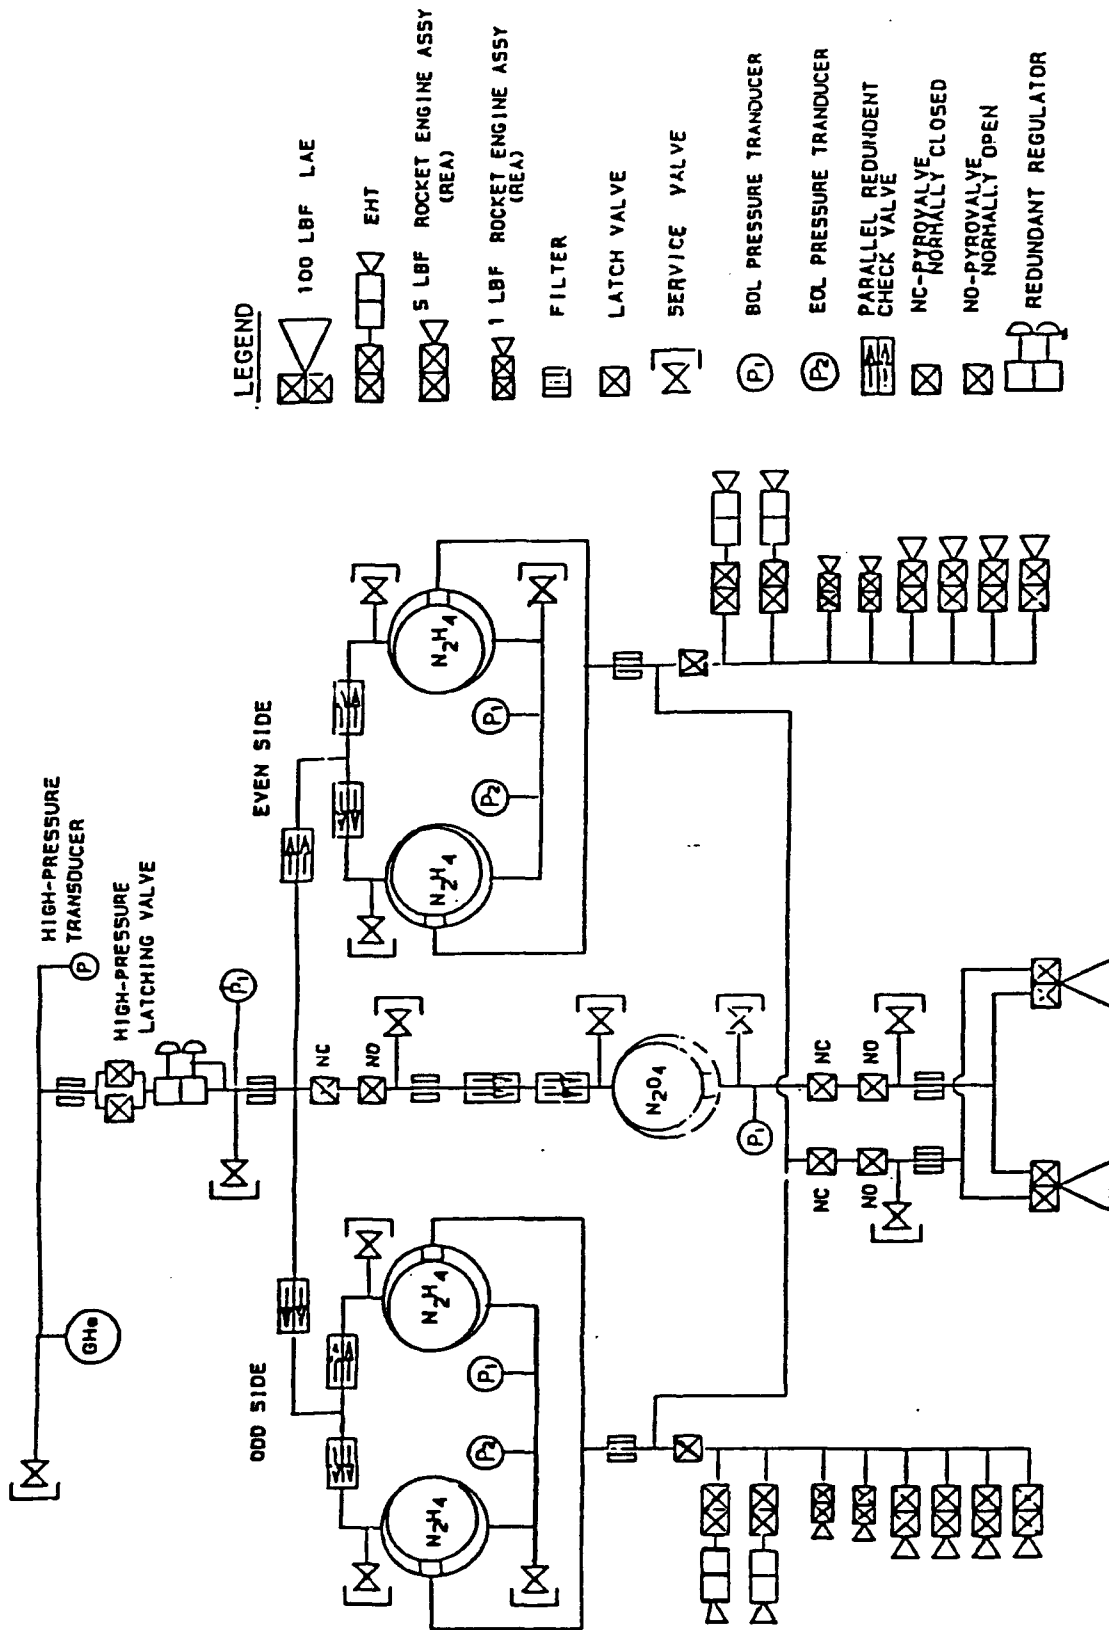 LEGEND
100 LBF LAE
EHT
5 LBF ROCKET ENGINE ASSY
(REA)
1 LBF ROCKET ENGINE ASSY
(REA)
FILTER
LATCH VALVE
SERVICE VALVE
P1 BOL PRESSURE TRANDUCER
P2 EOL PRESSURE TRANDUCER
PARALLEL REDUNDENT
CHECK VALVE
NC-PYROVALVE
NORMALLY CLOSED
NO-PYROVALVE
NORMALLY OPEN
REDUNDANT REGULATOR
HIGH-PRESSURE
TRANSDUCER
P
HIGH-PRESSURE
LATCHING VALVE
GHe
P1
ODD SIDE
EVEN SIDE
NC
NO
N2H4
N2H4
P2
P1
N2H4
N2H4
P2
P1
N2O4
P1
NC
NO
NC
NO